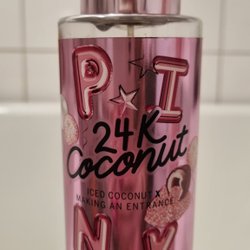 P I
24K
Coconut
ICED COCONUT X
MAKING AN ENTRANCE
N K